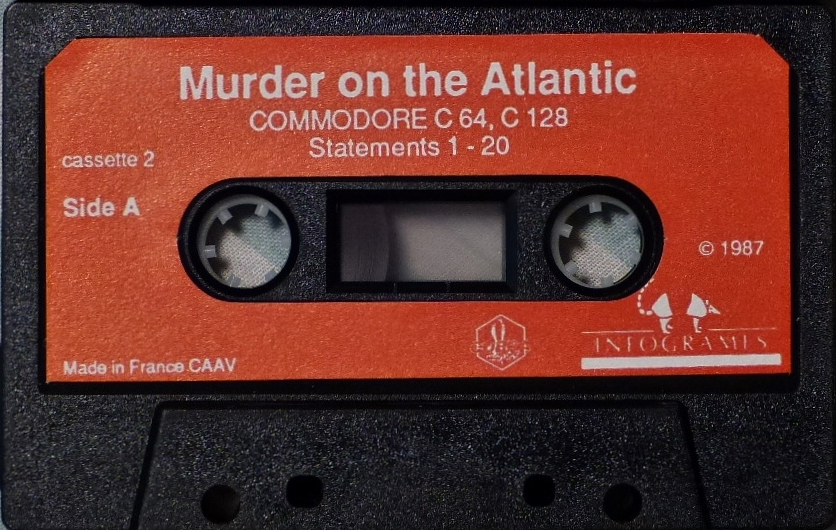 Murder on the Atlantic
COMMODORE C 64, C 128
Statements 1 - 20
cassette 2
Side A
© 1987
INFOGRAMES
Made in France CAAV